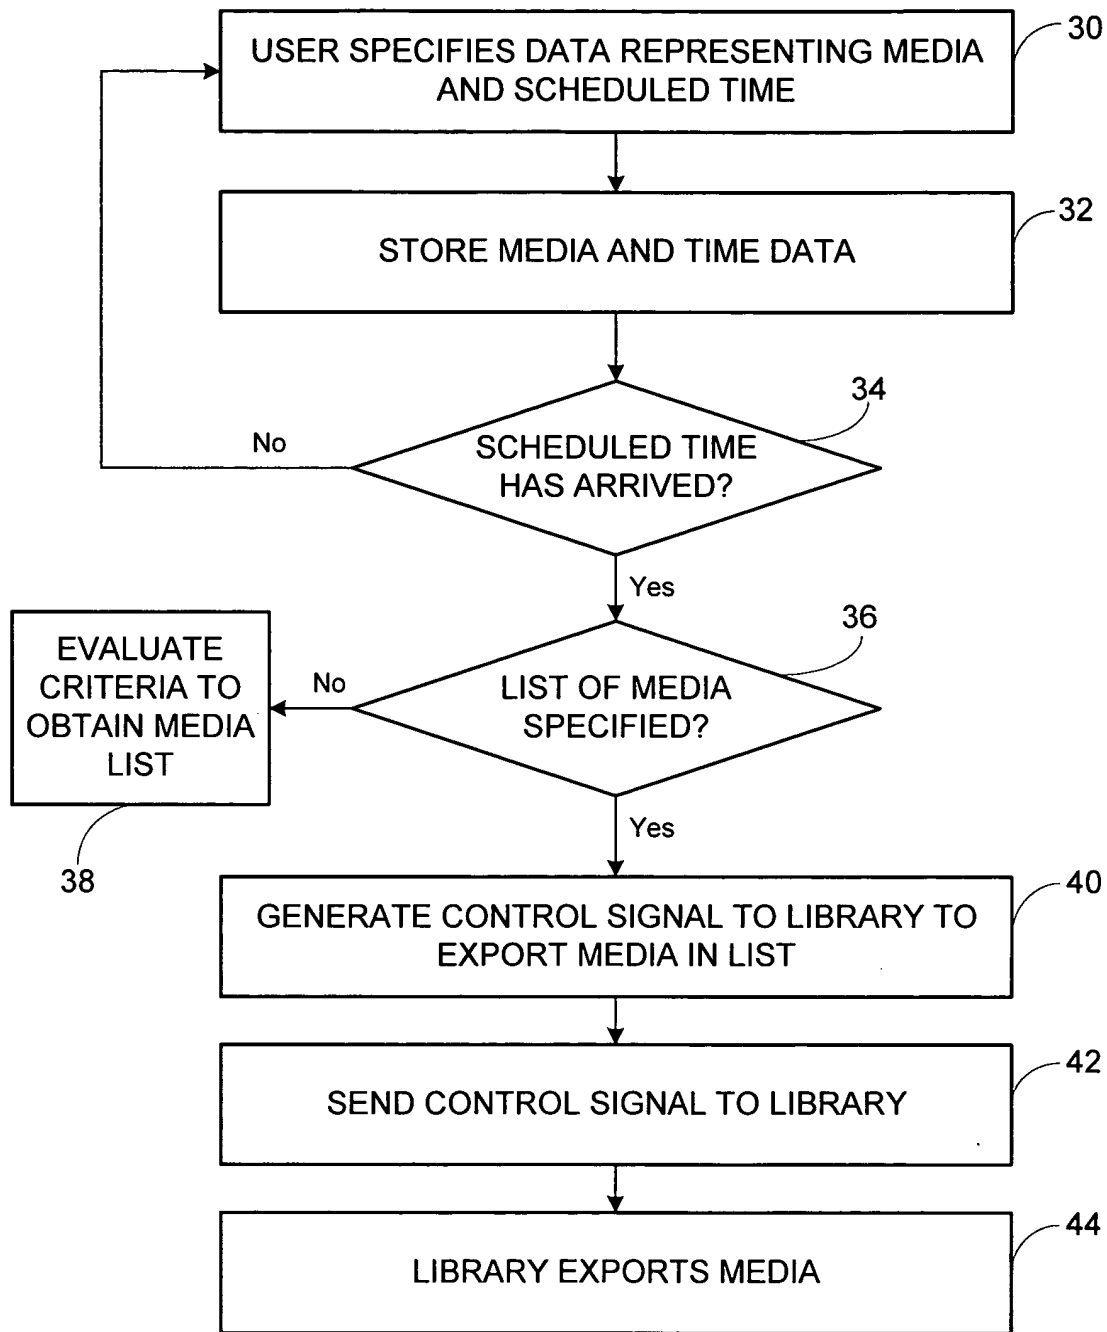 USER SPECIFIES DATA REPRESENTING MEDIA
AND SCHEDULED TIME
30
STORE MEDIA AND TIME DATA
32
SCHEDULED TIME
HAS ARRIVED?
34
No
Yes
LIST OF MEDIA
SPECIFIED?
36
No
EVALUATE
CRITERIA TO
OBTAIN MEDIA
LIST
38
Yes
GENERATE CONTROL SIGNAL TO LIBRARY TO
EXPORT MEDIA IN LIST
40
SEND CONTROL SIGNAL TO LIBRARY
42
LIBRARY EXPORTS MEDIA
44